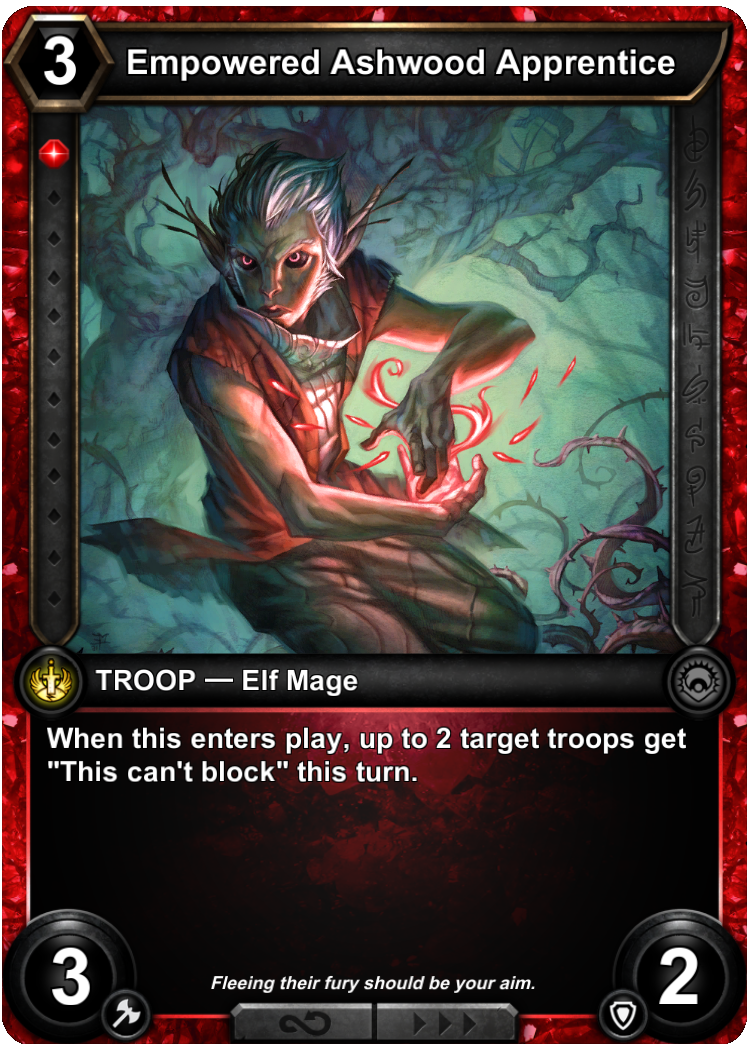 3
Empowered Ashwood Apprentice
TROOP — Elf Mage
When this enters play, up to 2 target troops get
"This can't block" this turn.
3
Fleeing their fury should be your aim.
2